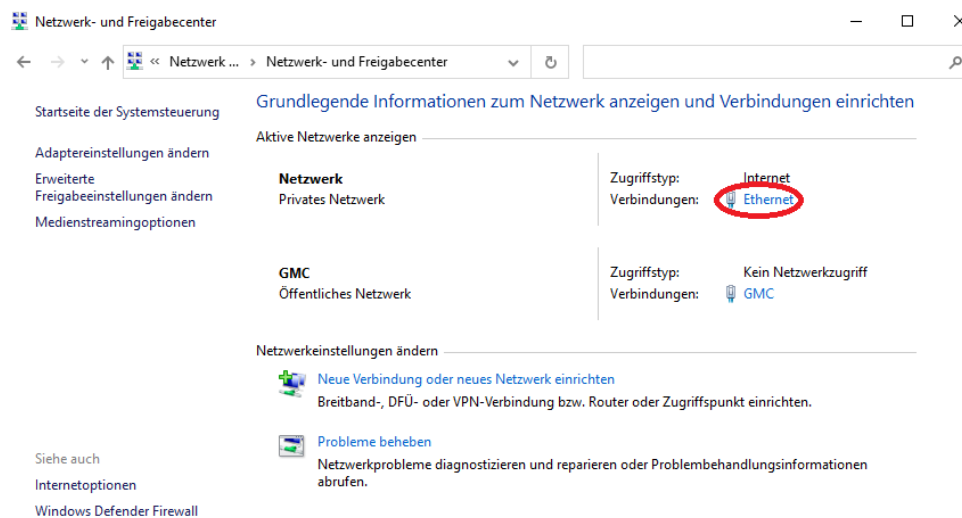 Netzwerk- und Freigabecenter
« Netzwerk ... > Netzwerk- und Freigabecenter
Startseite der Systemsteuerung
Adaptereinstellungen ändern
Erweiterte
Freigabeeinstellungen ändern
Medienstreamingoptionen
Grundlegende Informationen zum Netzwerk anzeigen und Verbindungen einrichten
Aktive Netzwerke anzeigen
Netzwerk
Privates Netzwerk
Zugriffstyp: Internet
Verbindungen: Ethernet
GMC
Öffentliches Netzwerk
Zugriffstyp: Kein Netzwerkzugriff
Verbindungen: GMC
Netzwerkeinstellungen ändern
Neue Verbindung oder neues Netzwerk einrichten
Breitband-, DFÜ- oder VPN-Verbindung bzw. Router oder Zugriffspunkt einrichten.
Probleme beheben
Netzwerkprobleme diagnostizieren und reparieren oder Problembehandlungsinformationen
abrufen.
Siehe auch
Internetoptionen
Windows Defender Firewall